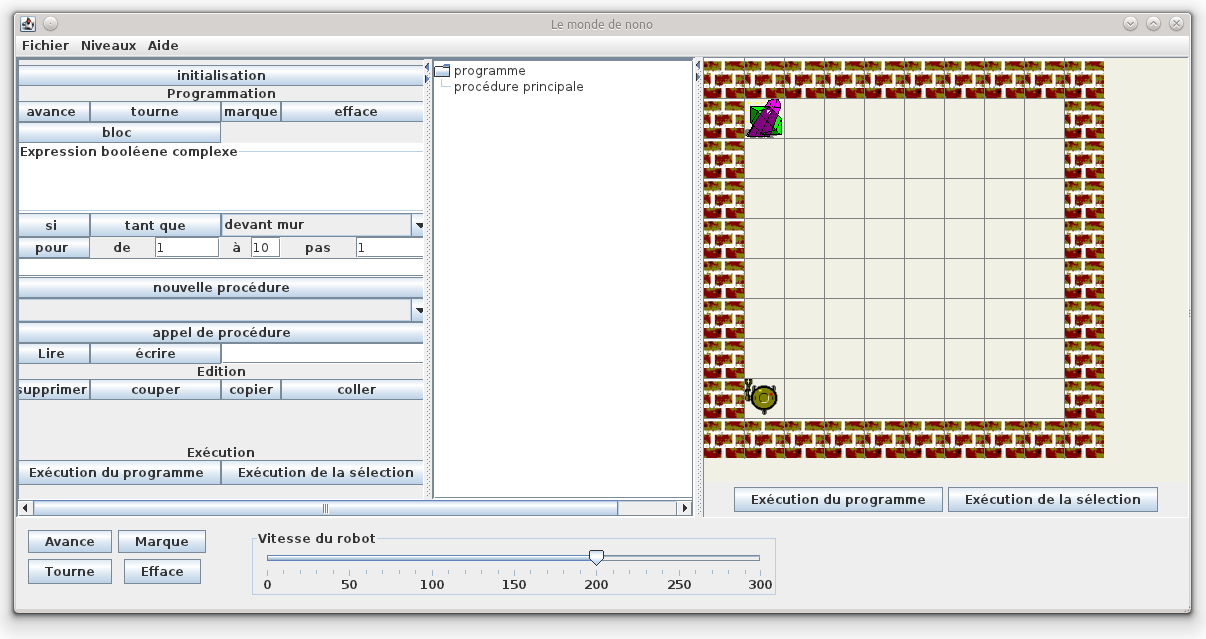 Le monde de nono
Fichier Niveaux Aide
initialisation
Programmation
avance tourne marque efface
bloc
Expression booléene complexe
si tant que devant mur
pour de 1 à 10 pas 1
nouvelle procédure
appel de procédure
Lire écrire
Edition
supprimer couper copier coller
Exécution
Exécution du programme Exécution de la sélection
programme
procédure principale
Exécution du programme Exécution de la sélection
Avance Marque
Tourne Efface
Vitesse du robot
0 50 100 150 200 250 300